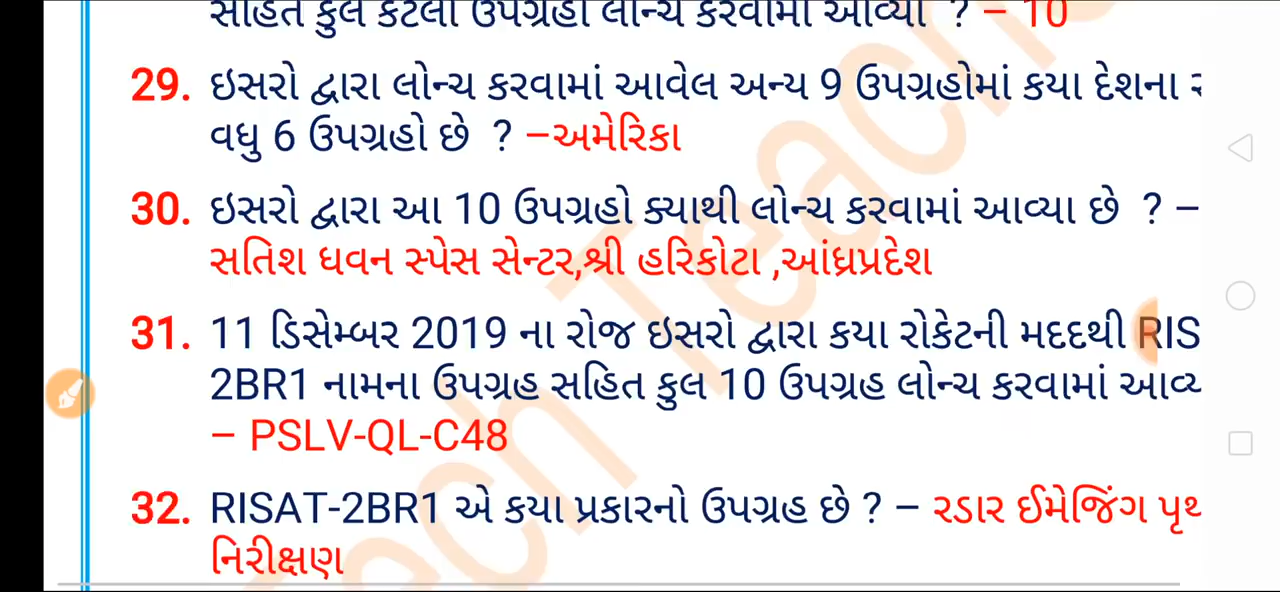 સહિત કુલ કેટલા ઉપગ્રહો લોન્ચ કરવામાં આવ્યા ? – 10
29. ઇસરો દ્વારા લોન્ચ કરવામાં આવેલ અન્ય 9 ઉપગ્રહોમાં કયા દેશના
વધુ 6 ઉપગ્રહો છે ? –અમેરિકા
30. ઇસરો દ્વારા આ 10 ઉપગ્રહો ક્યાથી લોન્ચ કરવામાં આવ્યા છે ? –
સતિશ ધવન સ્પેસ સેન્ટર,શ્રી હરિકોટા ,આંધ્રપ્રદેશ
31. 11 ડિસેમ્બર 2019 ના રોજ ઇસરો દ્વારા કયા રોકેટની મદદથી RIS
2BR1 નામના ઉપગ્રહ સહિત કુલ 10 ઉપગ્રહ લોન્ચ કરવામાં આવ્ય
– PSLV-QL-C48
32. RISAT-2BR1 એ કયા પ્રકારનો ઉપગ્રહ છે ? – રડાર ઈમેજિંગ
નિરીક્ષણ
Tech Teach